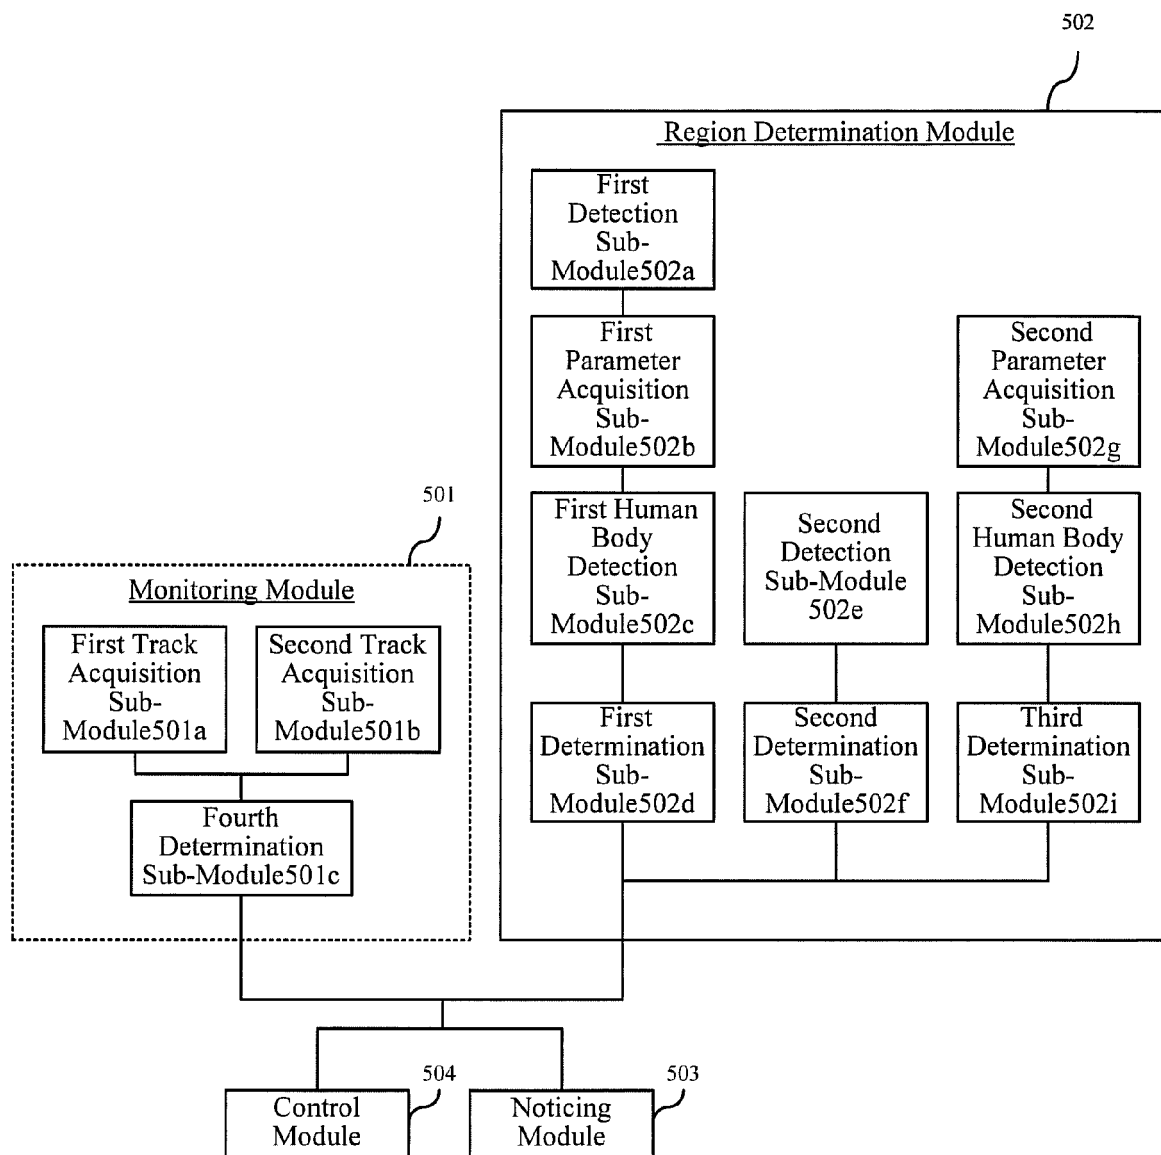 502
Region Determination Module
First
Detection
Sub-
Module502a
First
Parameter
Acquisition
Sub-
Module502b
Second
Parameter
Acquisition
Sub-
Module502g
First Human
Body
Detection
Sub-
Module502c
Second
Detection
Sub-Module
502e
Second
Human Body
Detection
Sub-
Module502h
First
Determination
Sub-
Module502d
Second
Determination
Sub-
Module502f
Third
Determination
Sub-
Module502i
501
Monitoring Module
First Track
Acquisition
Sub-
Module501a
Second Track
Acquisition
Sub-
Module501b
Fourth
Determination
Sub-Module501c
504
Control
Module
503
Noticing
Module